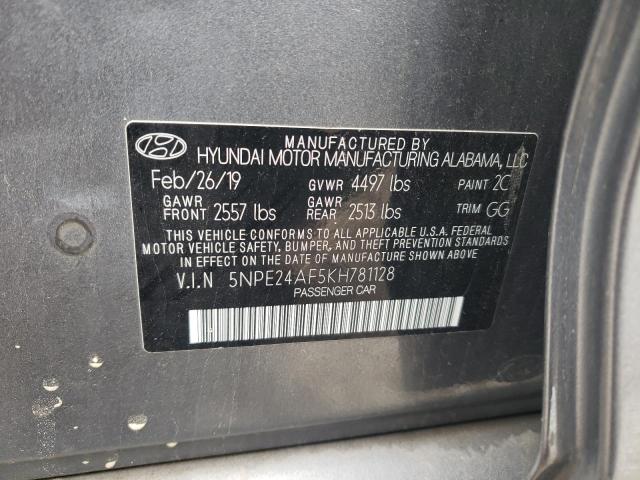 MANUFACTURED BY
HYUNDAI MOTOR MANUFACTURING ALABAMA, LLC
Feb/26/19 GVWR 4497 lbs PAINT 2C
GAWR FRONT 2557 lbs GAWR REAR 2513 lbs TRIM GG
THIS VEHICLE CONFORMS TO ALL APPLICABLE U.S.A. FEDERAL
MOTOR VEHICLE SAFETY, BUMPER, AND THEFT PREVENTION STANDARDS
IN EFFECT ON THE DATE OF MANUFACTURE SHOWN ABOVE.
V.I.N 5NPE24AF5KH781128
PASSENGER CAR